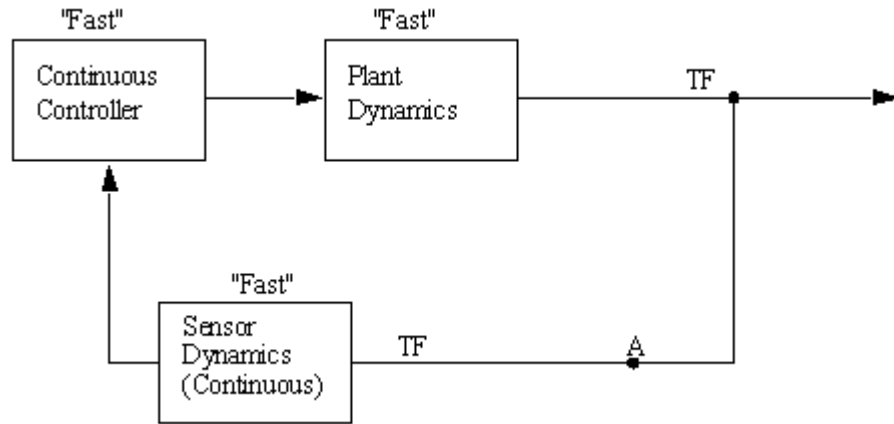 "Fast"
"Fast"
Continuous
Controller
Plant
Dynamics
TF
"Fast"
Sensor
Dynamics
(Continuous)
TF
A